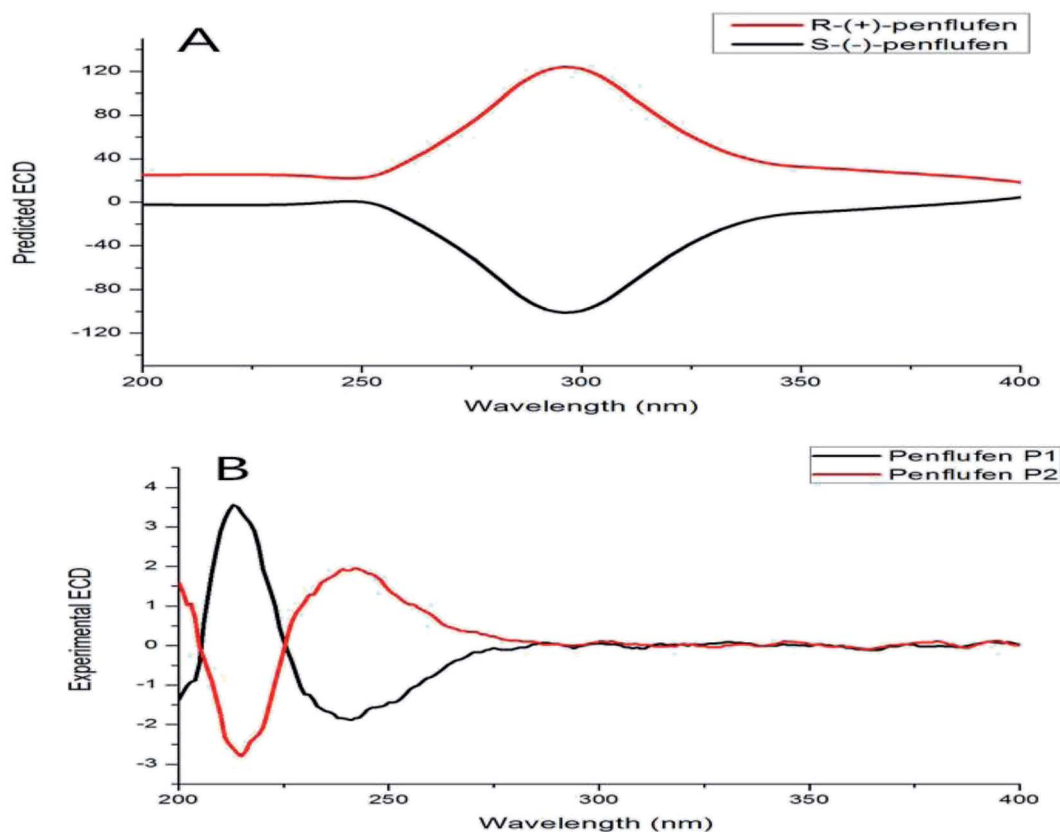 A
R-(+)-penflufen
S-(-)-penflufen
Predicted ECD
120
80
40
0
-40
-80
-120
200
250
300
350
400
Wavelength (nm)
B
Penflufen P1
Penflufen P2
Experimental ECD
4
3
2
1
0
-1
-2
-3
200
250
300
350
400
Wavelength (nm)